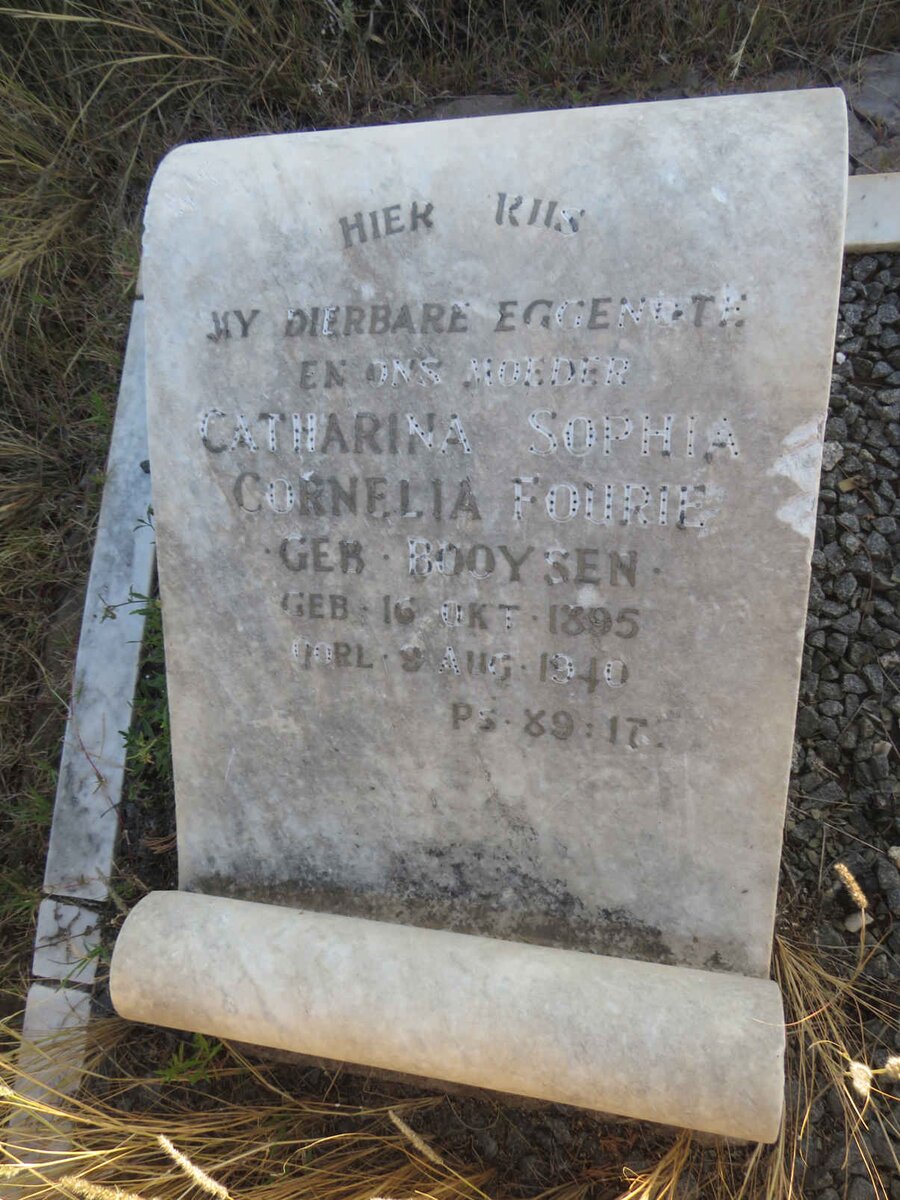 HIER RUS
MY DIERBARE EGGENOTE
EN ONS MOEDER
CATHARINA SOPHIA
CORNELIA FOURIE
· GEB · BOOYSEN ·
GEB · 16 OKT · 1895
OORL · 9 AUG · 1940
PS · 89 : 17.